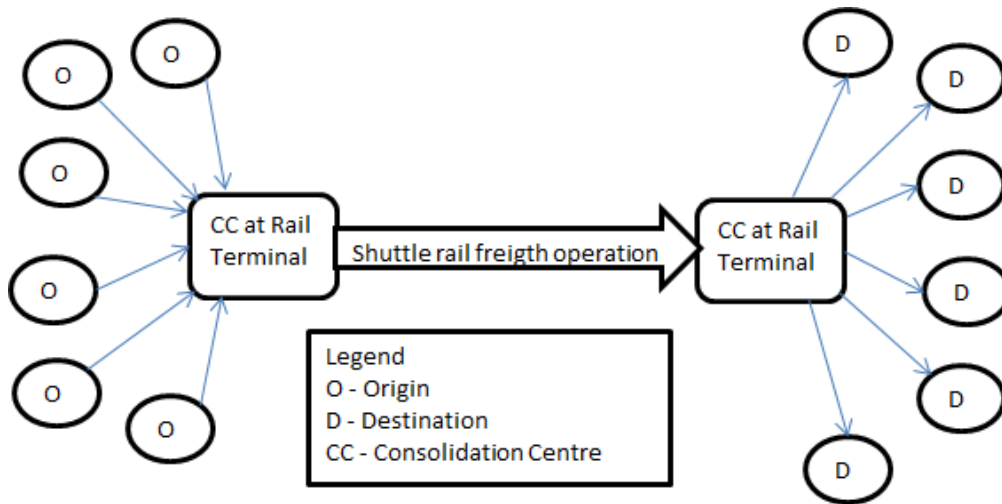 O
O
O
O
O
O
CC at Rail
Terminal
Shuttle rail freigth operation
CC at Rail
Terminal
D
D
D
D
D
D
Legend
O - Origin
D - Destination
CC - Consolidation Centre